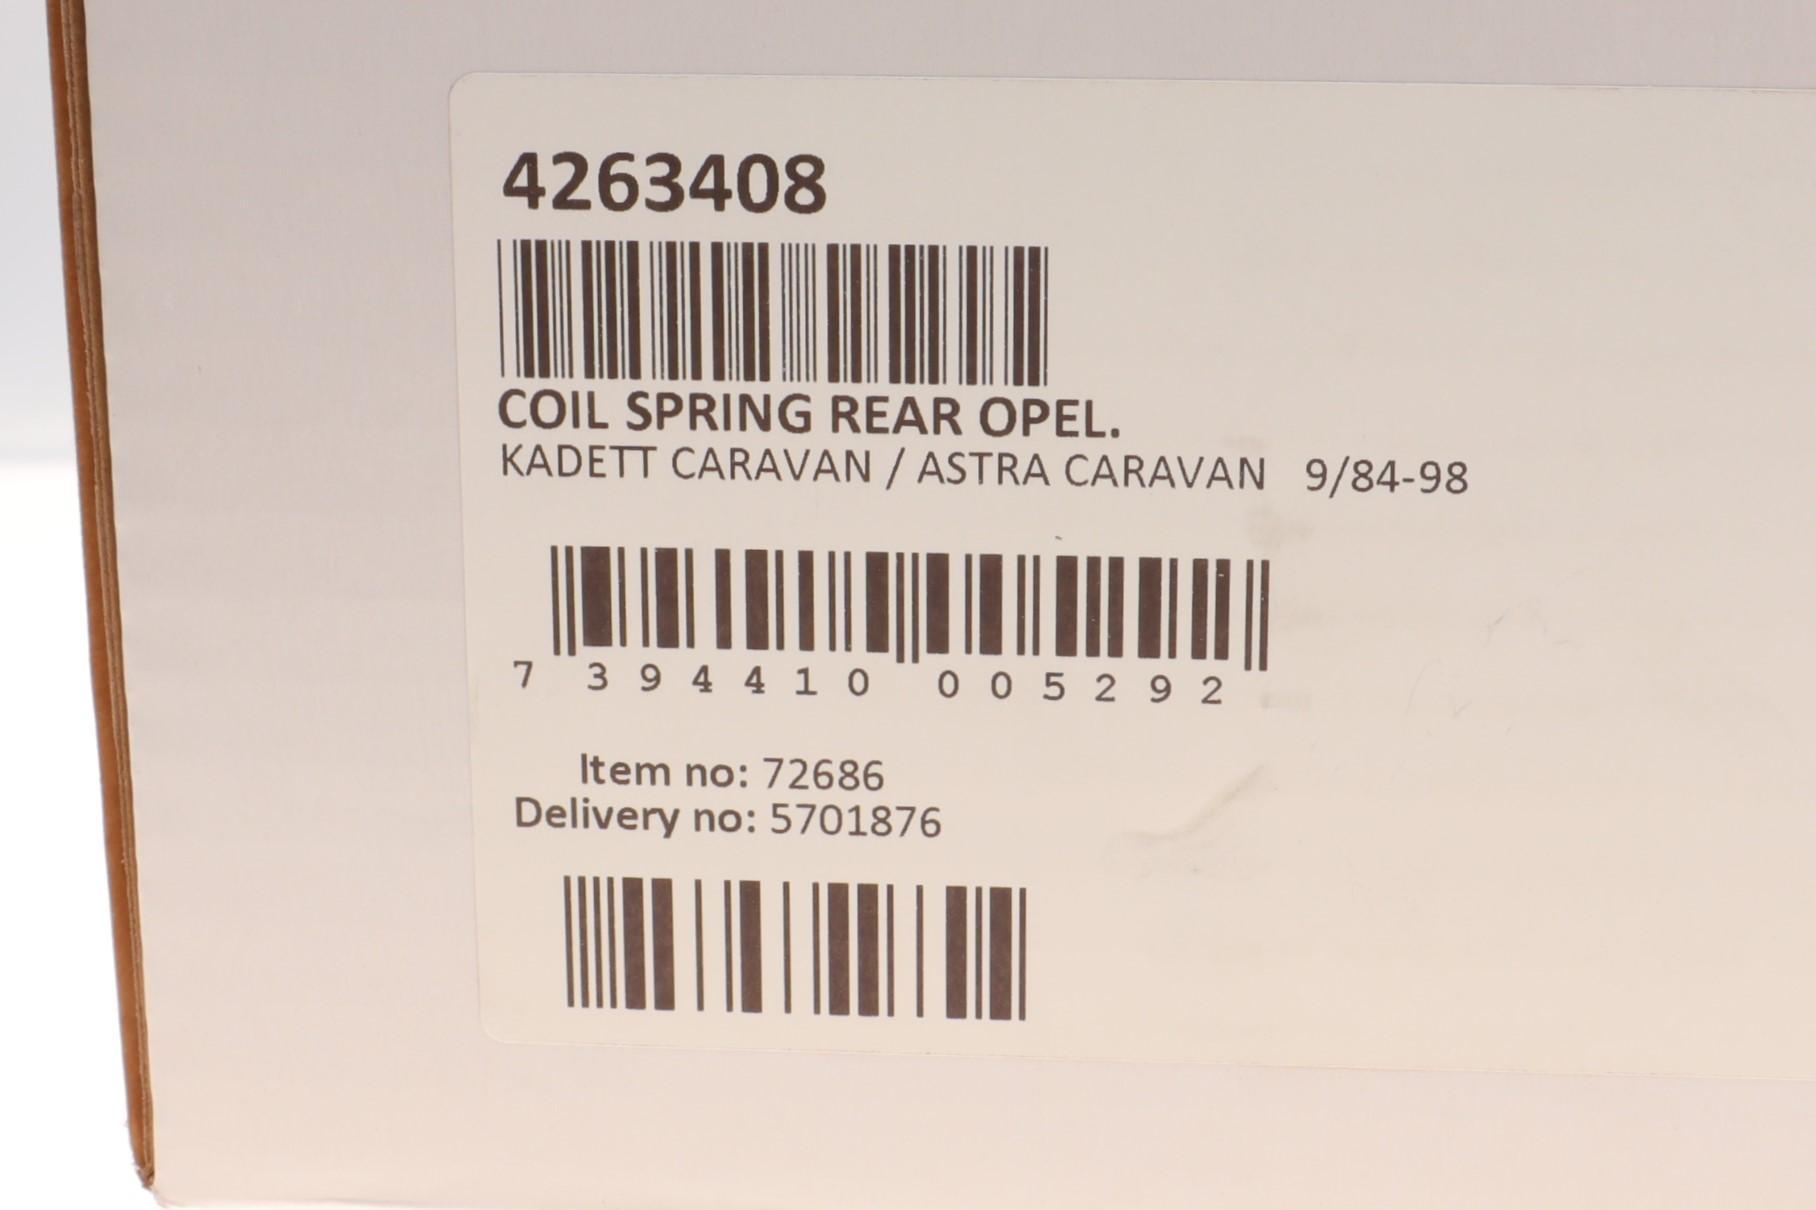 4263408
COIL SPRING REAR OPEL.
KADETT CARAVAN / ASTRA CARAVAN 9/84-98
7 394410 005292
Item no: 72686
Delivery no: 5701876